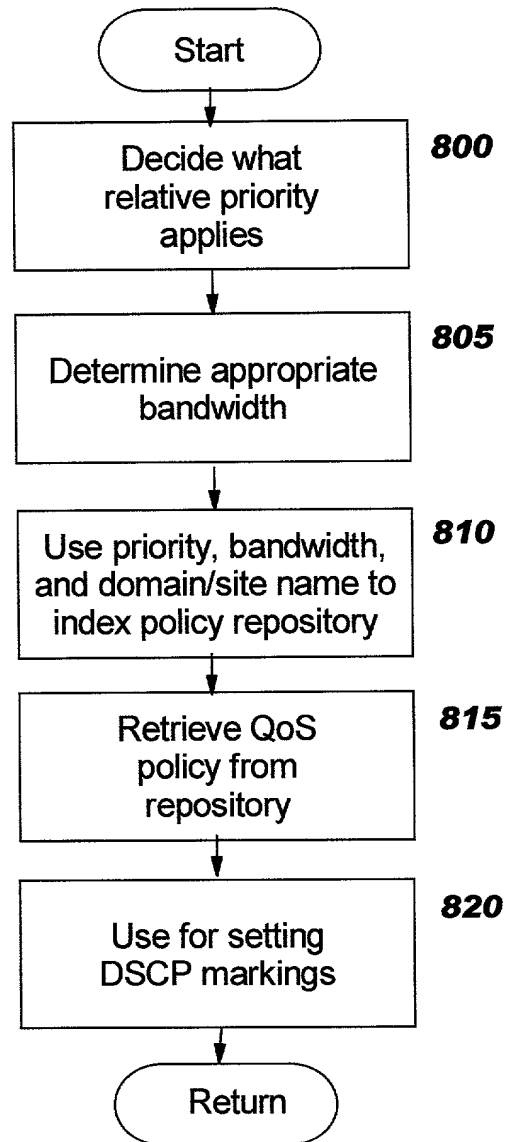 Start
800
Decide what
relative priority
applies
805
Determine appropriate
bandwidth
810
Use priority, bandwidth,
and domain/site name to
index policy repository
815
Retrieve QoS
policy from
repository
820
Use for setting
DSCP markings
Return